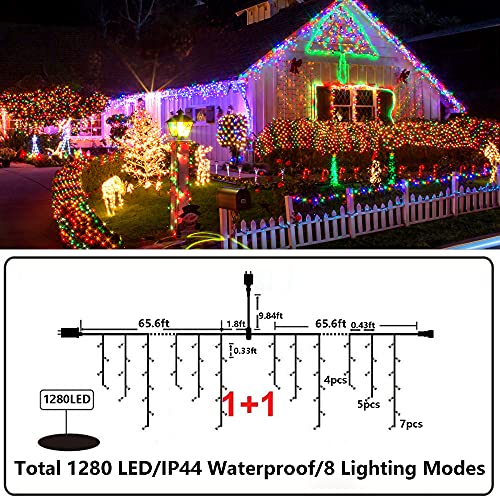 9.84ft
65.6ft 1.8ft 65.6ft 0.43ft
0.33ft
4pcs
1280LED
1+1
5pcs
7pcs
Total 1280 LED/IP44 Waterproof/8 Lighting Modes